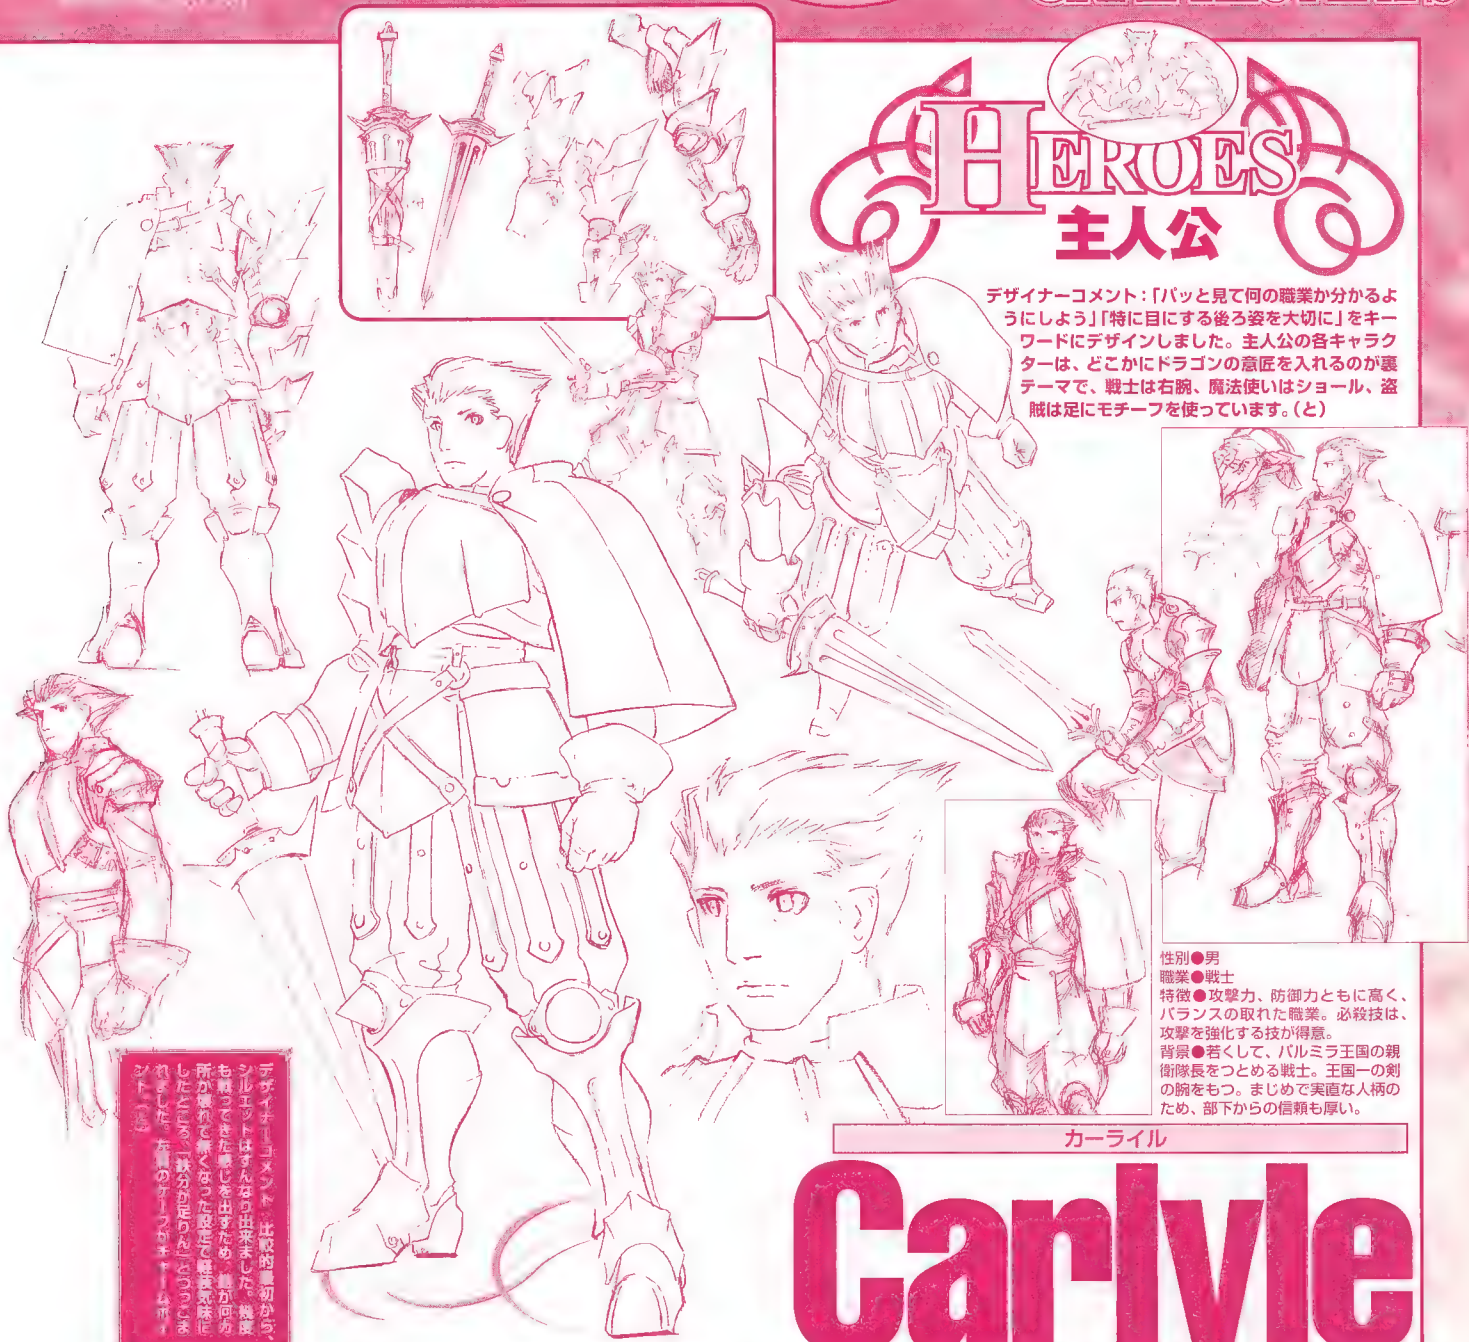 HEROES
主人公
デザイナーコメント：「パッと見て何の職業か分かるよ
うにしよう」「特に目にする後ろ姿を大切に」をキー
ワードにデザインしました。主人公の各キャラク
ターは、どこかにドラゴンの意匠を入れるのが裏
テーマで、戦士は右腕、魔法使いはショール、盗
賊は足にモチーフを使っています。（と）
性別●男
職業●戦士
特徴●攻撃力、防御力ともに高く、
バランスの取れた職業。必殺技は、
攻撃を強化する技が得意。
背景●若くして、パルミラ王国の親
衛隊長をつとめる戦士。王国一の剣
の腕をもつ。まじめで実直な人柄の
ため、部下からの信頼も厚い。
カーライル
Carlyle
デザイナーコメント 比較的最初から、
シルエットはすんなり出来ました。幾度
も戦ってきた感じを出すため、鎧が何カ
所か壊れて無くなった設定で軽装気味に
したところ、「鉄分が足りん」とつっこま
れました。左肩のケープがチャームポイ
ント。